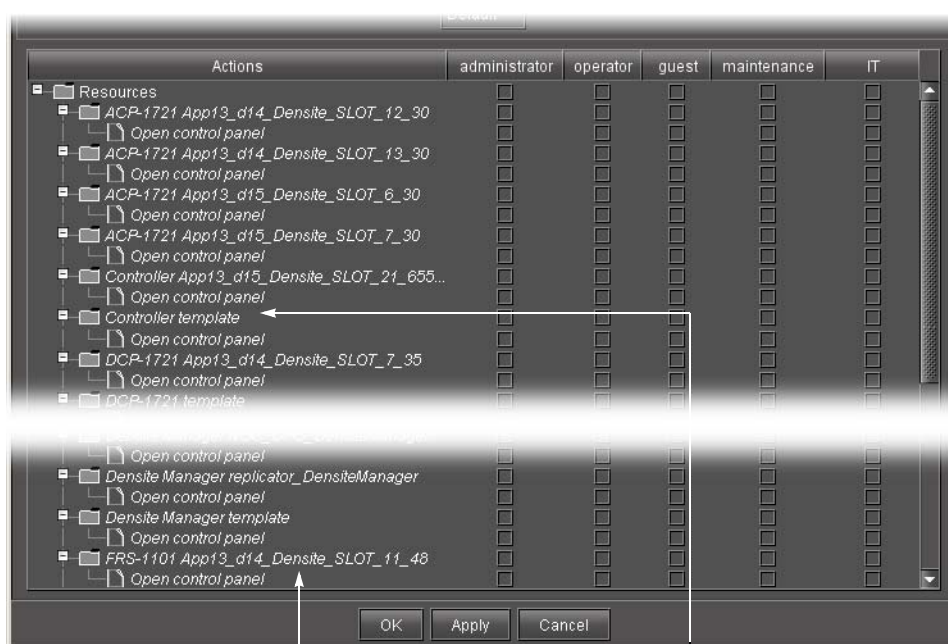 Default
Actions administrator operator guest maintenance IT
Resources
ACP-1721 App13_d14_Densite_SLOT_12_30
Open control panel
ACP-1721 App13_d14_Densite_SLOT_13_30
Open control panel
ACP-1721 App13_d15_Densite_SLOT_6_30
Open control panel
ACP-1721 App13_d15_Densite_SLOT_7_30
Open control panel
Controller App13_d15_Densite_SLOT_21_655...
Open control panel
Controller template
Open control panel
DCP-1721 App13_d14_Densite_SLOT_7_35
Open control panel
DCP-1721 template
Densite Manager
Open control panel
Densite Manager replicator_DensiteManager
Open control panel
Densite Manager template
Open control panel
FRS-1101 App13_d14_Densite_SLOT_11_48
Open control panel
OK Apply Cancel